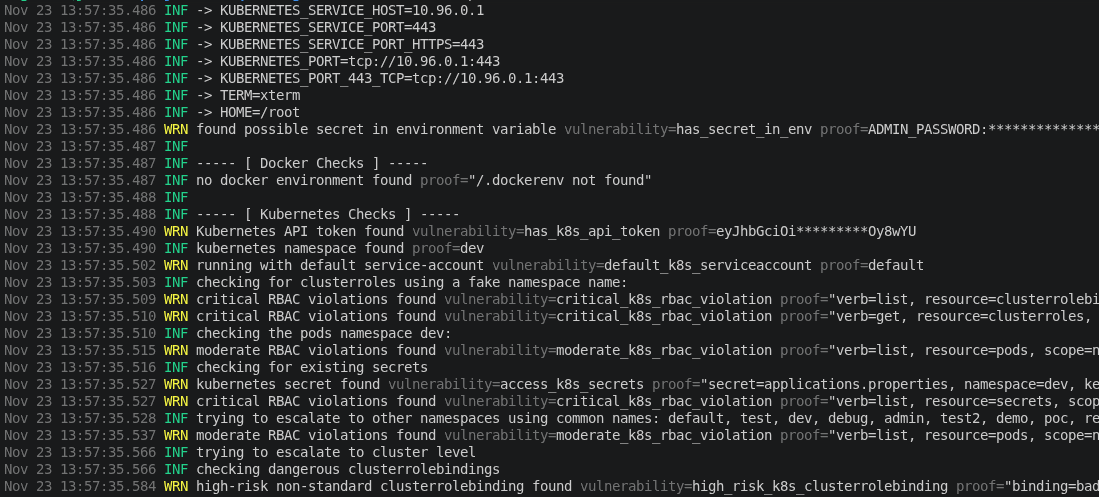 Nov 23 13:57:35.486 INF -> KUBERNETES_SERVICE_HOST=10.96.0.1
Nov 23 13:57:35.486 INF -> KUBERNETES_SERVICE_PORT=443
Nov 23 13:57:35.486 INF -> KUBERNETES_SERVICE_PORT_HTTPS=443
Nov 23 13:57:35.486 INF -> KUBERNETES_PORT=tcp://10.96.0.1:443
Nov 23 13:57:35.486 INF -> KUBERNETES_PORT_443_TCP=tcp://10.96.0.1:443
Nov 23 13:57:35.486 INF -> TERM=xterm
Nov 23 13:57:35.486 INF -> HOME=/root
Nov 23 13:57:35.486 WRN found possible secret in environment variable vulnerability=has_secret_in_env proof=ADMIN_PASSWORD:**************
Nov 23 13:57:35.487 INF
Nov 23 13:57:35.487 INF ----- [ Docker Checks ] -----
Nov 23 13:57:35.487 INF no docker environment found proof="/.dockerenv not found"
Nov 23 13:57:35.488 INF
Nov 23 13:57:35.488 INF ----- [ Kubernetes Checks ] -----
Nov 23 13:57:35.490 WRN Kubernetes API token found vulnerability=has_k8s_api_token proof=eyJhbGciOi*********Oy8wYU
Nov 23 13:57:35.490 INF kubernetes namespace found proof=dev
Nov 23 13:57:35.502 WRN running with default service-account vulnerability=default_k8s_serviceaccount proof=default
Nov 23 13:57:35.503 INF checking for clusterroles using a fake namespace name:
Nov 23 13:57:35.509 WRN critical RBAC violations found vulnerability=critical_k8s_rbac_violation proof="verb=list, resource=clusterrolebi
Nov 23 13:57:35.510 WRN critical RBAC violations found vulnerability=critical_k8s_rbac_violation proof="verb=get, resource=clusterroles,
Nov 23 13:57:35.510 INF checking the pods namespace dev:
Nov 23 13:57:35.515 WRN moderate RBAC violations found vulnerability=moderate_k8s_rbac_violation proof="verb=list, resource=pods, scope=n
Nov 23 13:57:35.516 INF checking for existing secrets
Nov 23 13:57:35.527 WRN kubernetes secret found vulnerability=access_k8s_secrets proof="secret=applications.properties, namespace=dev, ke
Nov 23 13:57:35.527 WRN critical RBAC violations found vulnerability=critical_k8s_rbac_violation proof="verb=list, resource=secrets, scop
Nov 23 13:57:35.528 INF trying to escalate to other namespaces using common names: default, test, dev, debug, admin, test2, demo, poc, re
Nov 23 13:57:35.537 WRN moderate RBAC violations found vulnerability=moderate_k8s_rbac_violation proof="verb=list, resource=pods, scope=n
Nov 23 13:57:35.566 INF trying to escalate to cluster level
Nov 23 13:57:35.566 INF checking dangerous clusterrolebindings
Nov 23 13:57:35.584 WRN high-risk non-standard clusterrolebinding found vulnerability=high_risk_k8s_clusterrolebinding proof="binding=bad